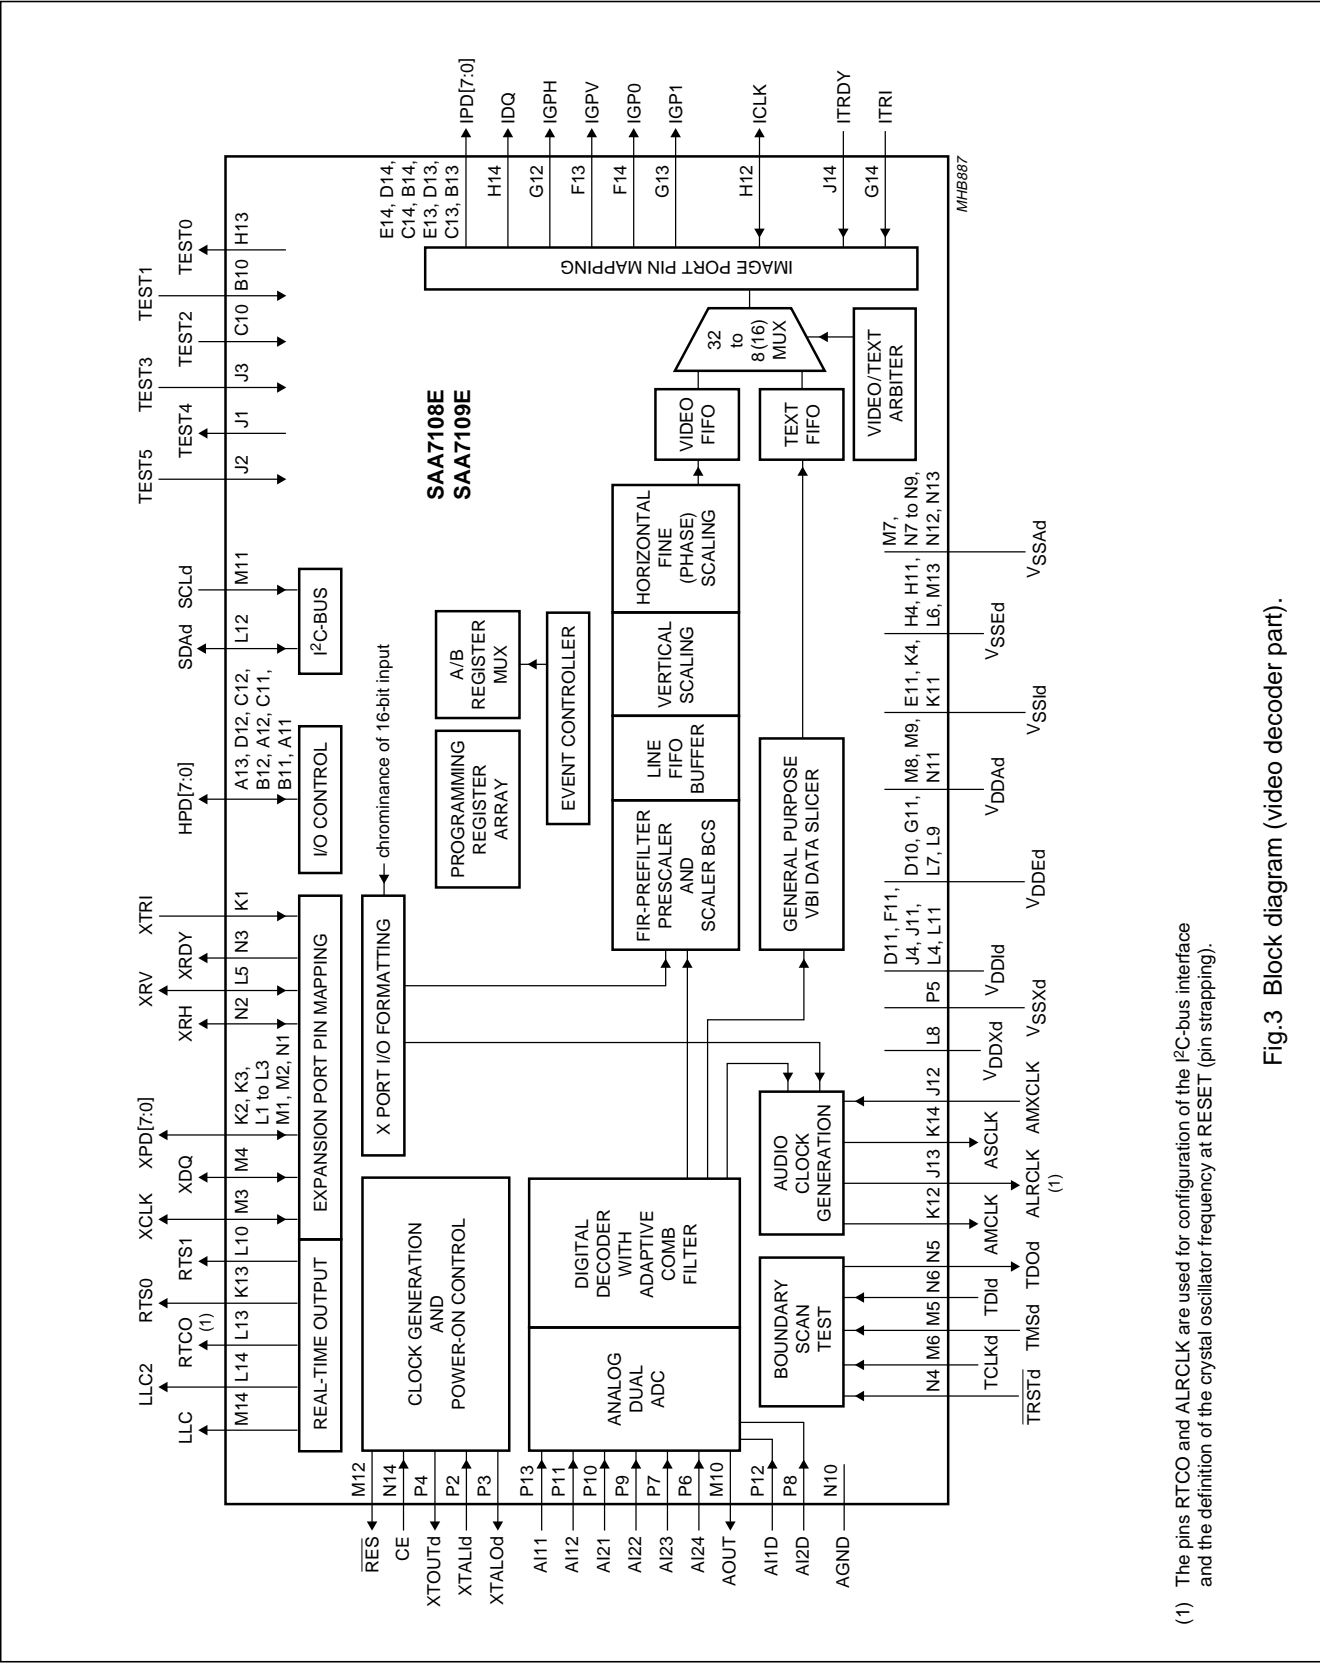 TEST5
TEST4
TEST3
TEST2
TEST1
TEST0
J2
J1
J3
C10
B10
H13
SDAd
SCLd
L12
M11
I²C-BUS
HPD[7:0]
A13, D12, C12,
B12, A12, C11,
B11, A11
I/O CONTROL
LLC
LLC2
RTCO
(1)
RTS0
RTS1
XCLK
XDQ
XPD[7:0]
XRH
XRV
XRDY
XTRI
M14
L14
L13
K13
L10
M3
M4
K2, K3,
L1 to L3
M1, M2, N1
N2
L5
N3
K1
REAL-TIME OUTPUT
EXPANSION PORT PIN MAPPING
X PORT I/O FORMATTING
chrominance of 16-bit input
CLOCK GENERATION
AND
POWER-ON CONTROL
RES
CE
XTOUTd
XTALId
XTALOd
M12
N14
P4
P2
P3
AI11
AI12
AI21
AI22
AI23
AI24
AOUT
AI1D
AI2D
AGND
P13
P11
P10
P9
P7
P6
M10
P12
P8
N10
ANALOG
DUAL
ADC
DIGITAL
DECODER
WITH
ADAPTIVE
COMB
FILTER
PROGRAMMING
REGISTER
ARRAY
A/B
REGISTER
MUX
EVENT CONTROLLER
SAA7108E
SAA7109E
FIR-PREFILTER
PRESCALER
AND
SCALER BCS
LINE
FIFO
BUFFER
VERTICAL
SCALING
HORIZONTAL
FINE
(PHASE)
SCALING
VIDEO
FIFO
TEXT
FIFO
32
to
8(16)
MUX
VIDEO/TEXT
ARBITER
IMAGE PORT PIN MAPPING
E14, D14,
C14, B14,
E13, D13,
C13, B13
H14
G12
F13
F14
G13
H12
J14
G14
IPD[7:0]
IDQ
IGPH
IGPV
IGP0
IGP1
ICLK
ITRDY
ITRI
GENERAL PURPOSE
VBI DATA SLICER
BOUNDARY
SCAN
TEST
AUDIO
CLOCK
GENERATION
N4
M6
M5
N6
N5
K12
J13
K14
J12
L8
P5
D11, F11,
J4, J11,
L4, L11
D10, G11,
L7, L9
M8, M9,
N11
E11, K4,
K11
H4, H11,
L6, M13
M7,
N7 to N9,
N12, N13
TRSTd
TCLKd
TMSd
TDId
TDOd
AMCLK
ALRCLK
(1)
ASCLK
AMXCLK
VDDXd
VSSXd
VDDId
VDDEd
VDDAd
VSSId
VSSEd
VSSAd
MHB887
(1) The pins RTCO and ALRCLK are used for configuration of the I²C-bus interface
and the definition of the crystal oscillator frequency at RESET (pin strapping).
Fig.3 Block diagram (video decoder part).